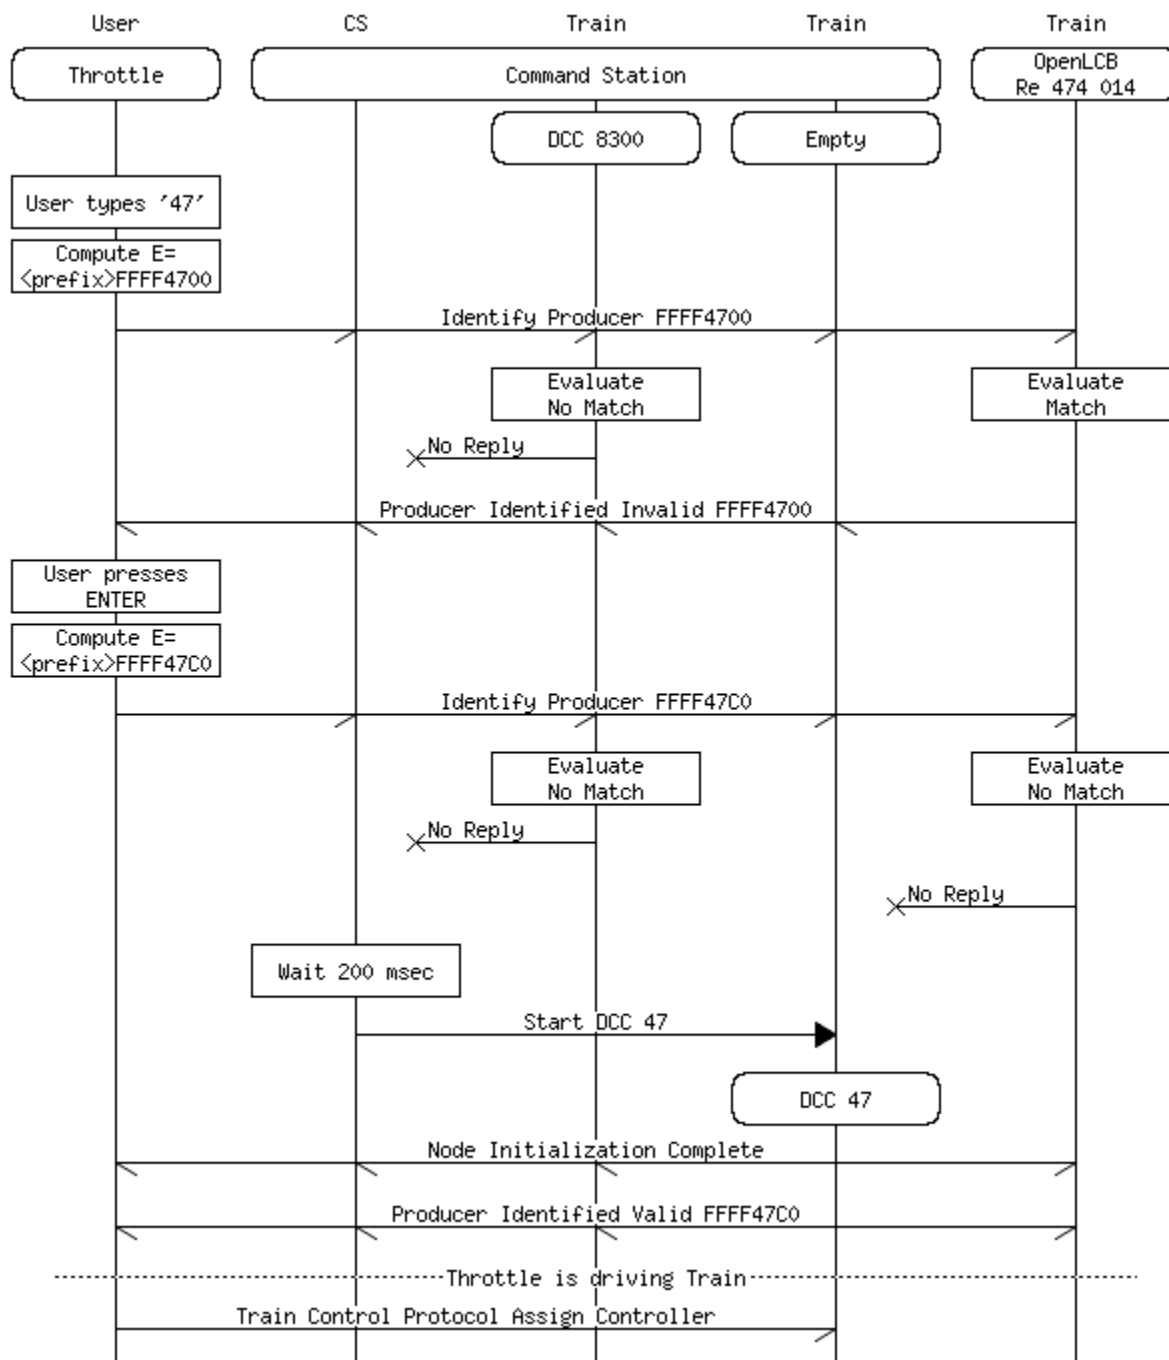 User CS Train Train Train
Throttle
Command Station
OpenLCB
Re 474 014
DCC 8300
Empty
User types '47'
Compute E=
<prefix>FFFF4700
Identify Producer FFFF4700
Evaluate
No Match
Evaluate
Match
No Reply
Producer Identified Invalid FFFF4700
User presses
ENTER
Compute E=
<prefix>FFFF47C0
Identify Producer FFFF47C0
Evaluate
No Match
Evaluate
No Match
No Reply
No Reply
Wait 200 msec
Start DCC 47
DCC 47
Node Initialization Complete
Producer Identified Valid FFFF47C0
Throttle is driving Train
Train Control Protocol Assign Controller